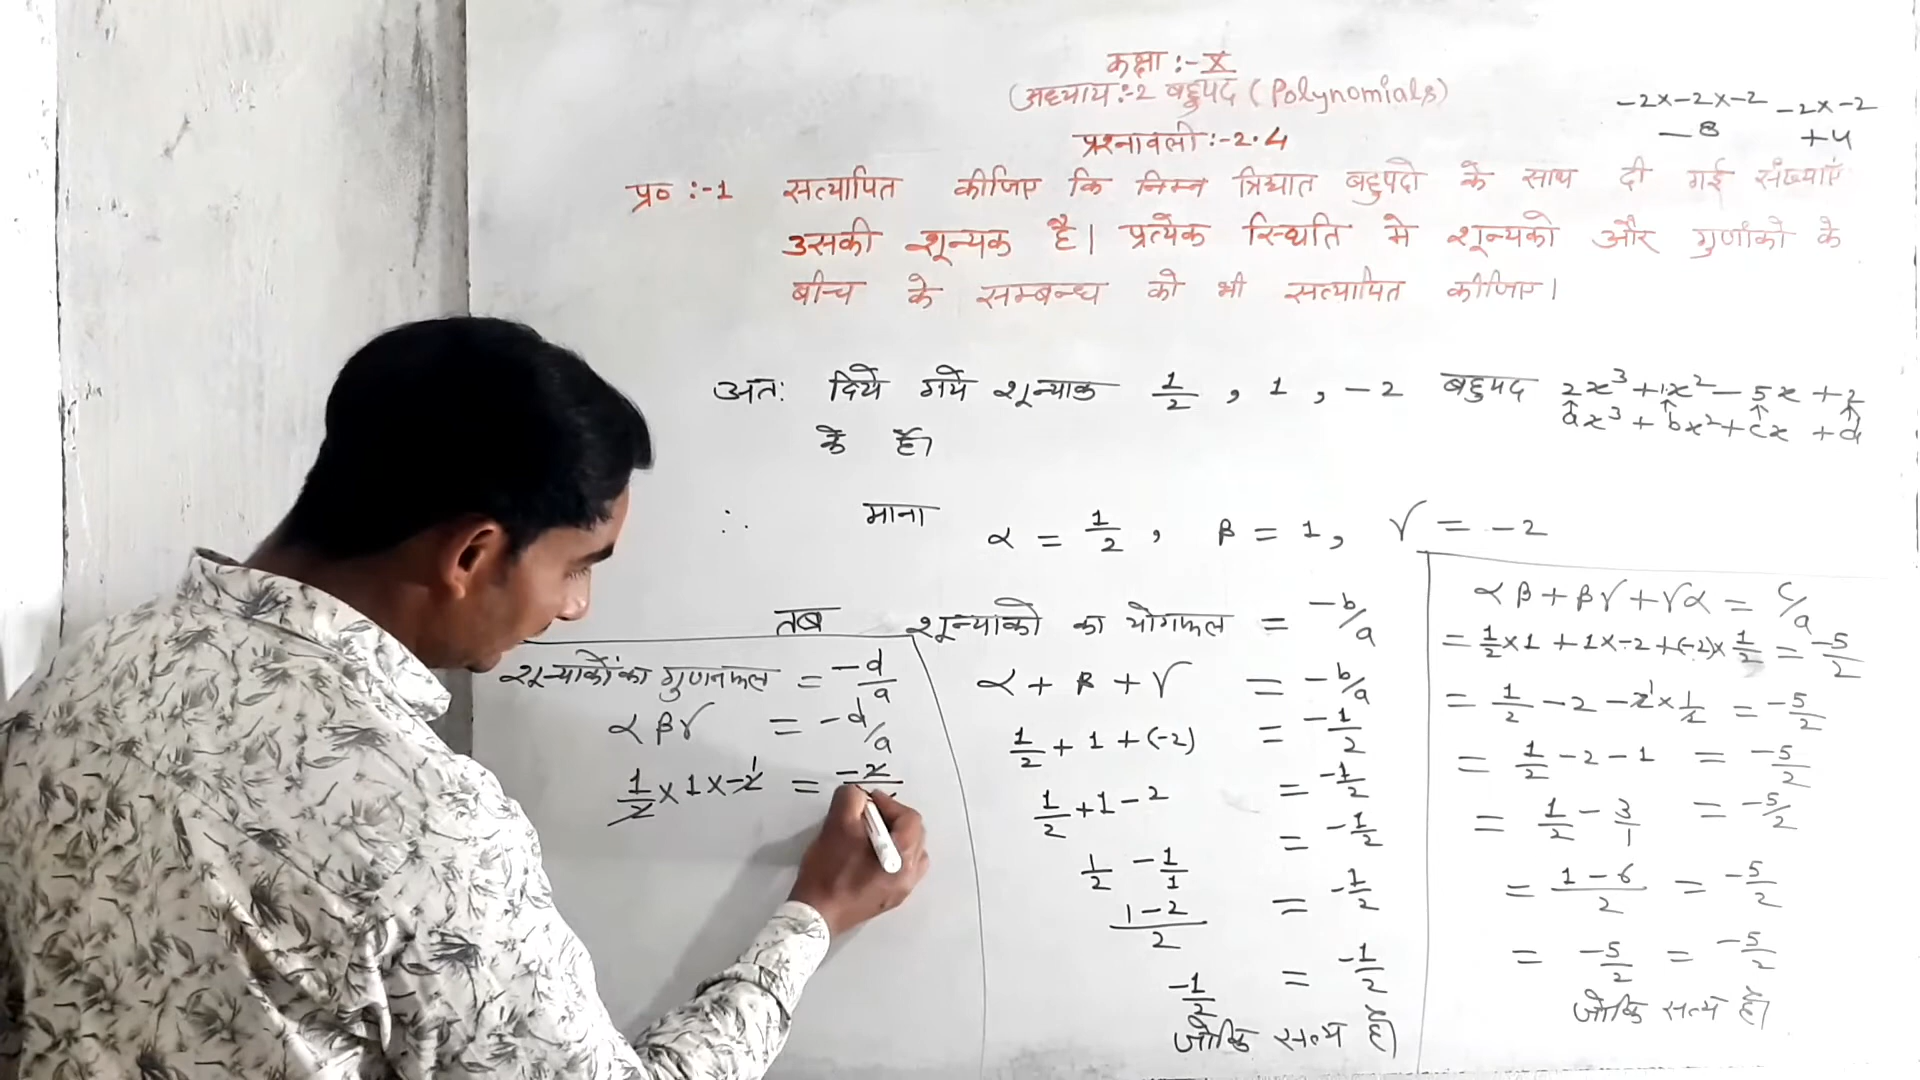 कक्षा :- X
अध्याय :- 2 बहुपद (Polynomials)
प्रश्नावली :- 2.4
-2x-2x-2 -2x-2
-8 +4
प्र० :- 1 सत्यापित कीजिए कि निम्न त्रिघात बहुपदो के साथ दी गई संख्याएं
उसकी शून्यक है। प्रत्येक स्थिति मे शून्यको और गुणांको के
बीच के सम्बन्ध को भी सत्यापित कीजिए।
अतः दिये गये शून्याक 1/2 , 1 , -2 बहुपद 2x³+1x²-5x+2
ax³+bx²+cx+d
के हैं।
∴ माना α = 1/2 , β = 1 , γ = -2
तब शून्याको का योगफल = -b/a
α + β + γ = -b/a
1/2 + 1 + (-2) = -1/2
1/2 + 1 - 2 = -1/2
1/2 - 1/1 = -1/2
1-2/2 = -1/2
-1/2 = -1/2
जोकि सत्य है।
शून्याकों का गुणनफल = -d/a
αβγ = -d/a
1/2 x 1 x -2 = -2
αβ+βγ+γα = c/a
= 1/2 x 1 + 1 x -2 + (-2) x 1/2 = -5/2
= 1/2 - 2 - 2 x 1/2 = -5/2
= 1/2 - 2 - 1 = -5/2
= 1/2 - 3/1 = -5/2
= 1-6/2 = -5/2
= -5/2 = -5/2
जोकि सत्य है।